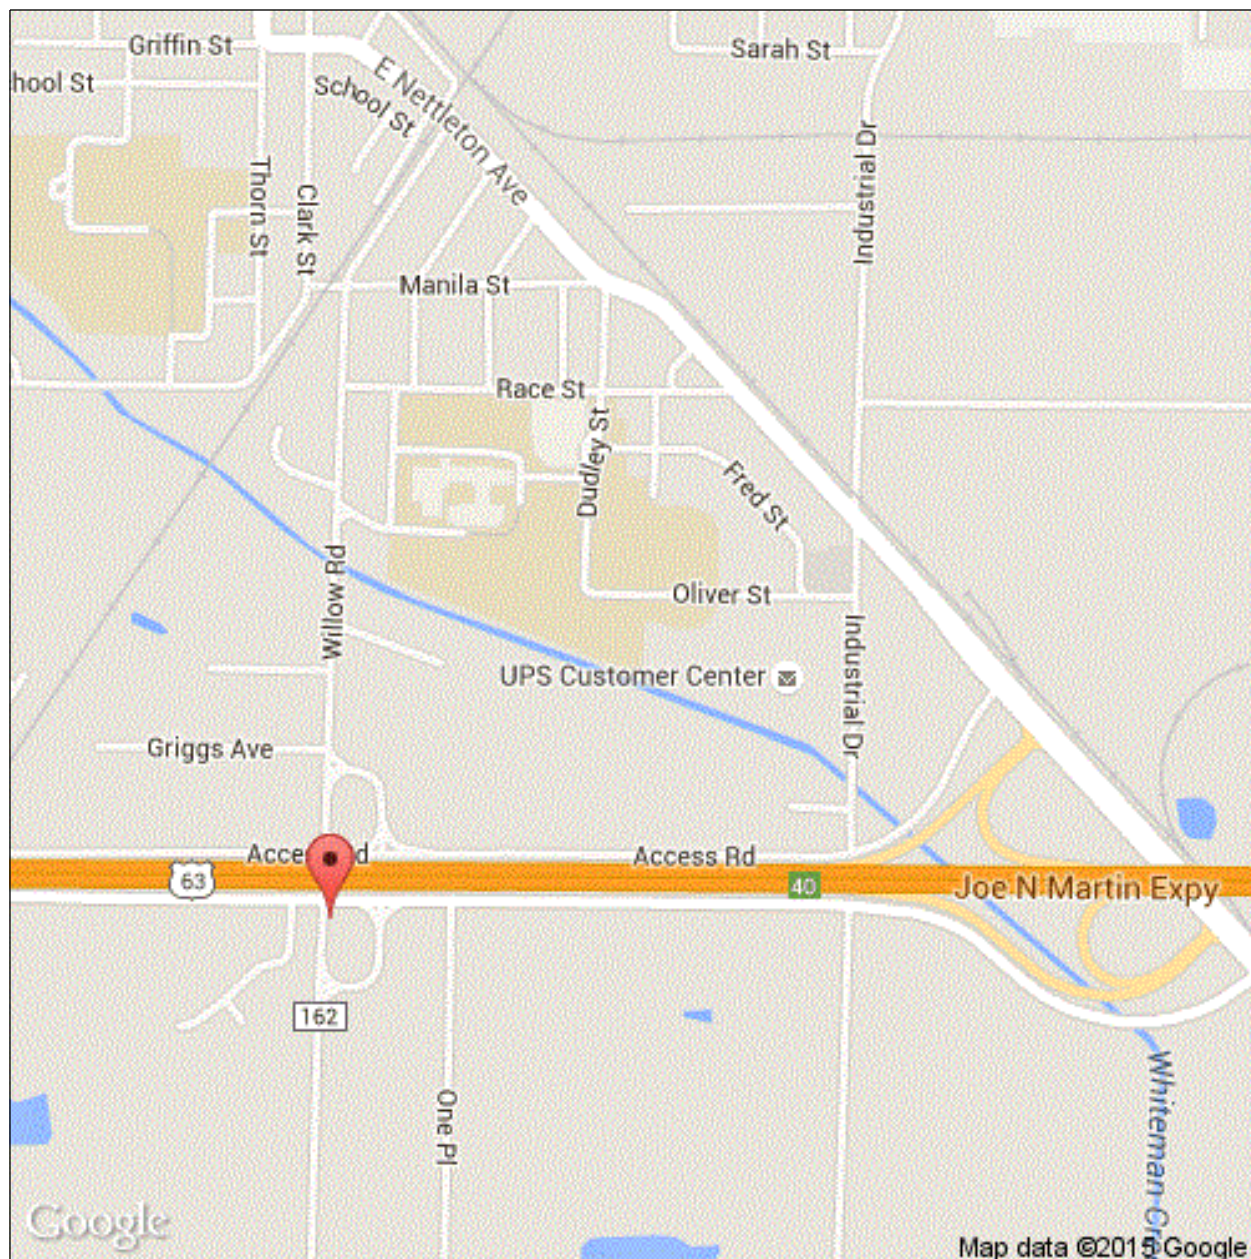 Griffin St
Sarah St
hool St
E Nettleton Ave
School St
Industrial Dr
Thorn St
Clark St
Manila St
Race St
Dudley St
Fred St
Willow Rd
Oliver St
Industrial Dr
UPS Customer Center
Griggs Ave
Acce d
Access Rd
63
40
Joe N Martin Expy
162
One Pl
Whiteman Cre
Google
Map data ©2015 Google